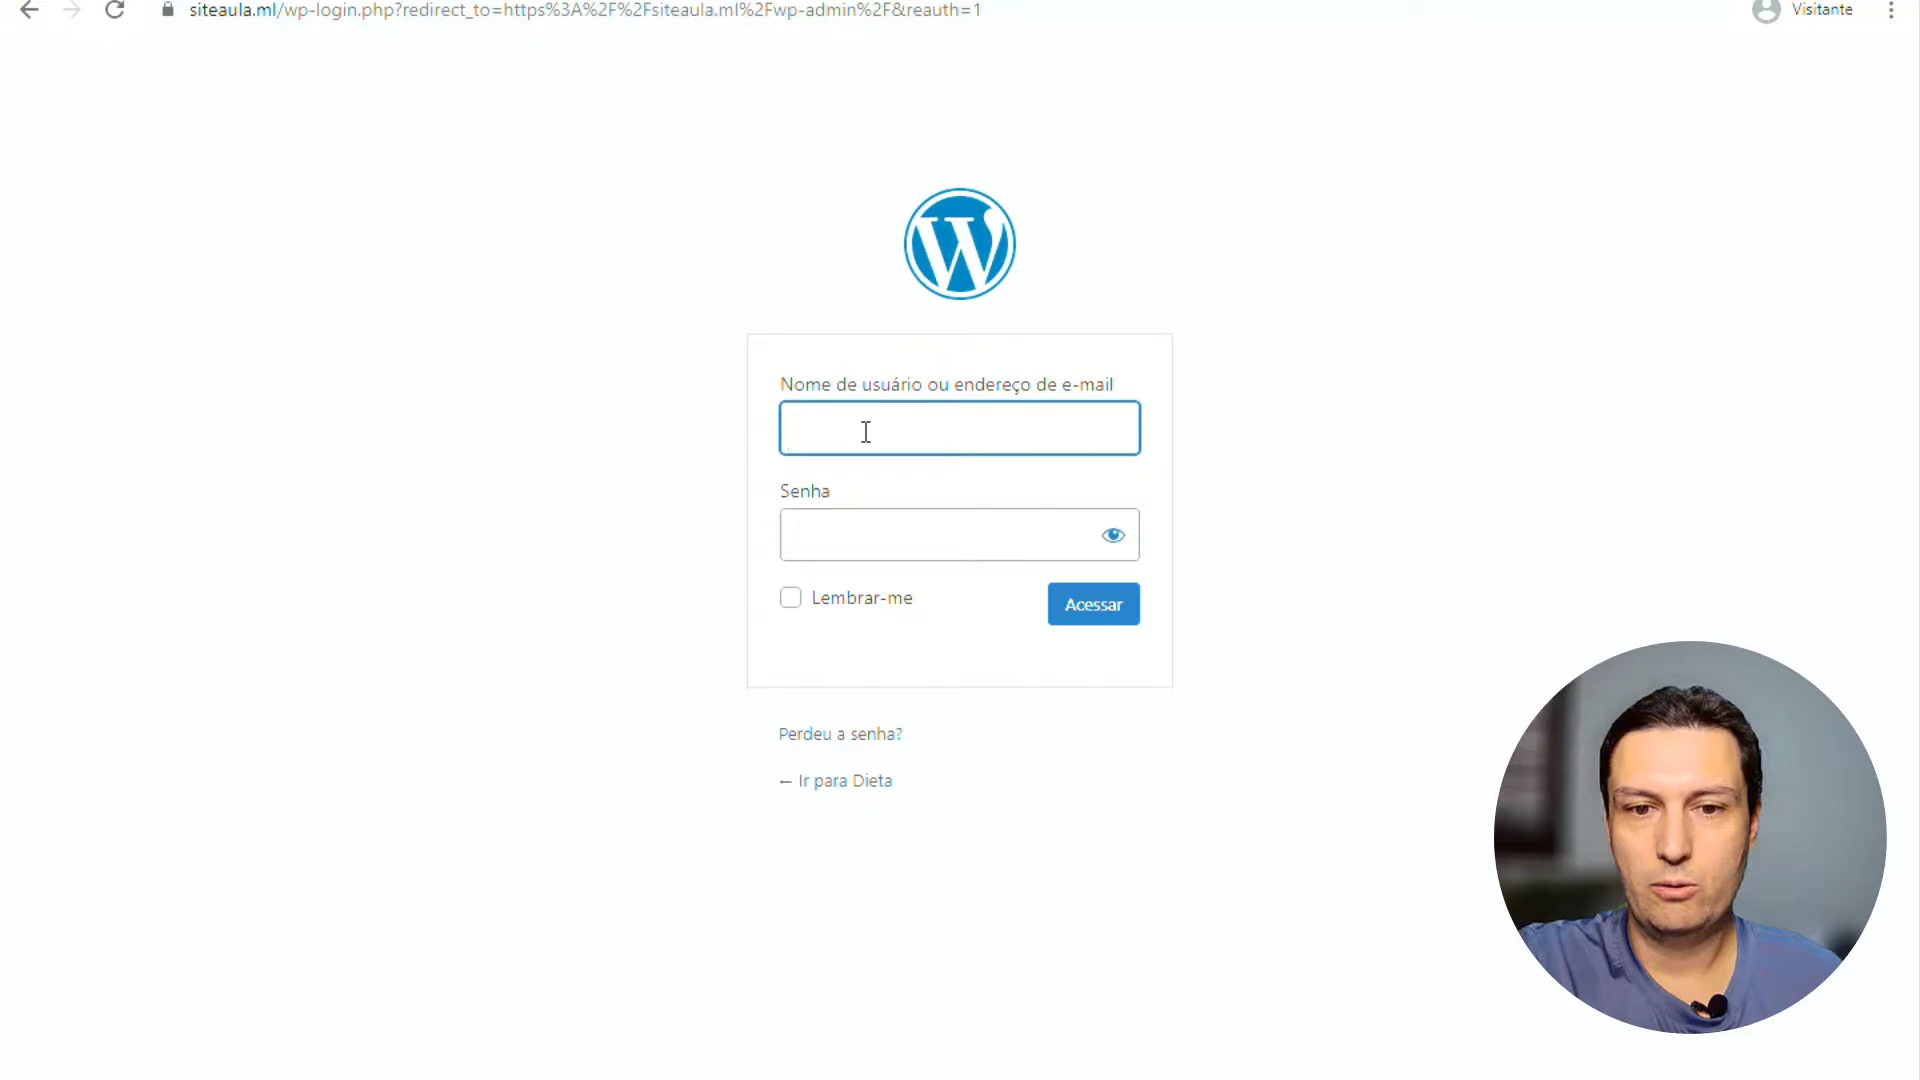 siteaula.ml/wp-login.php?redirect_to=https%3A%2F%2Fsiteaula.ml%2Fwp-admin%2F&reauth=1
Visitante
Nome de usuário ou endereço de e-mail
Senha
Lembrar-me
Acessar
Perdeu a senha?
← Ir para Dieta